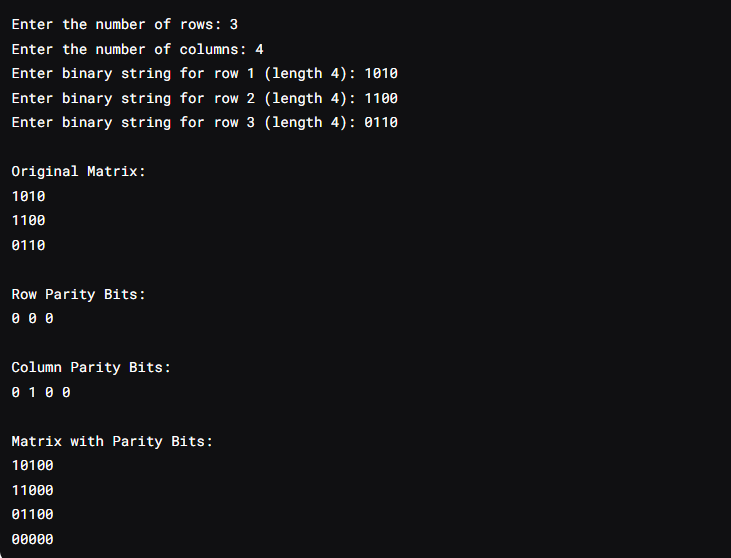 Enter the number of rows: 3
Enter the number of columns: 4
Enter binary string for row 1 (length 4): 1010
Enter binary string for row 2 (length 4): 1100
Enter binary string for row 3 (length 4): 0110
Original Matrix:
1010
1100
0110
Row Parity Bits:
0 0 0
Column Parity Bits:
0 1 0 0
Matrix with Parity Bits:
10100
11000
01100
00000